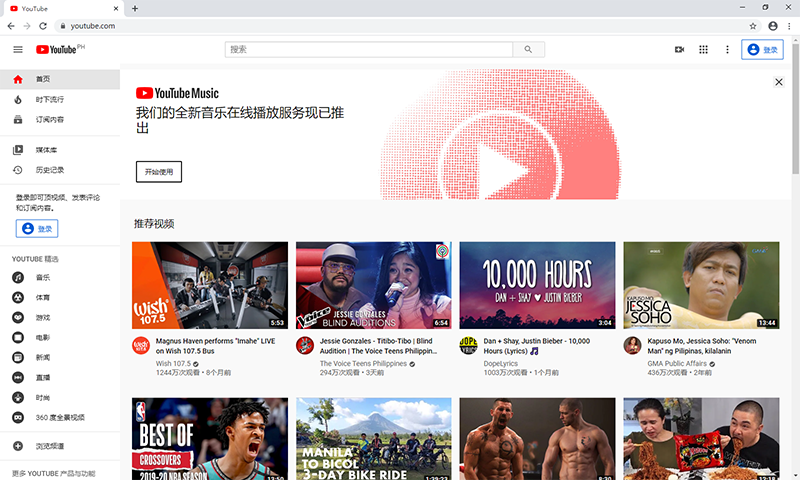 YouTube
youtube.com
YouTube PH
搜索
登录
首页
时下流行
订阅内容
媒体库
历史记录
登录即可顶视频、发表评论
和订阅内容。
登录
YOUTUBE 精选
音乐
体育
游戏
电影
新闻
直播
时尚
360 度全景视频
浏览频道
更多 YOUTUBE 产品与功能
YouTube Music
我们的全新音乐在线播放服务现已推
出
开始使用
推荐视频
wish
107.5
5:53
The Voice
Teens
JESSIE GONZALES
BLIND AUDITIONS
6:54
10,000 HOURS
DAN + SHAY JUSTIN BIEBER
3:04
KAPUSO MO,
JESSICA
SOHO
13:44
wish
107.5
Magnus Haven performs "Imahe" LIVE
on Wish 107.5 Bus
Wish 107.5
1244万次观看 • 8个月前
Jessie Gonzales - Titibo-Tibo | Blind
Audition | The Voice Teens Philippin...
The Voice Teens Philippines
294万次观看 • 3天前
DOPE
LYRIC
Dan + Shay, Justin Bieber - 10,000
Hours (Lyrics) 🎵
DopeLyrics
1003万次观看 • 1个月前
Kapuso Mo, Jessica Soho: "Venom
Man" ng Pilipinas, kilalanin
GMA Public Affairs
436万次观看 • 2年前
NBA
BEST OF
CROSSOVERS
2019-20 NBA SEASON
MANILA
TO BICOL
3-DAY BIKE RIDE